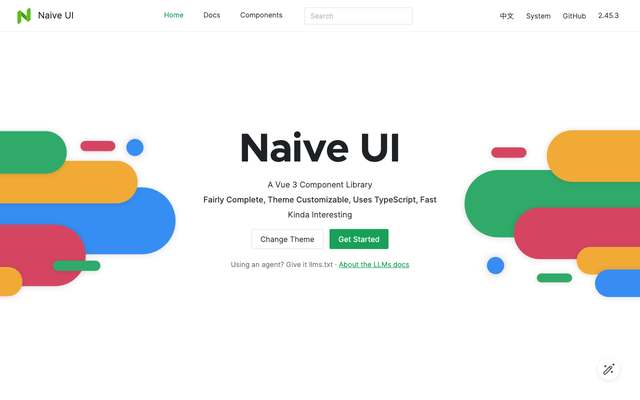 Naive UI
Home
Docs
Components
Search
中文
System
GitHub
2.45.3
Naive UI
A Vue 3 Component Library
Fairly Complete, Theme Customizable, Uses TypeScript, Fast
Kinda Interesting
Change Theme
Get Started
Using an agent? Give it llms.txt · About the LLMs docs